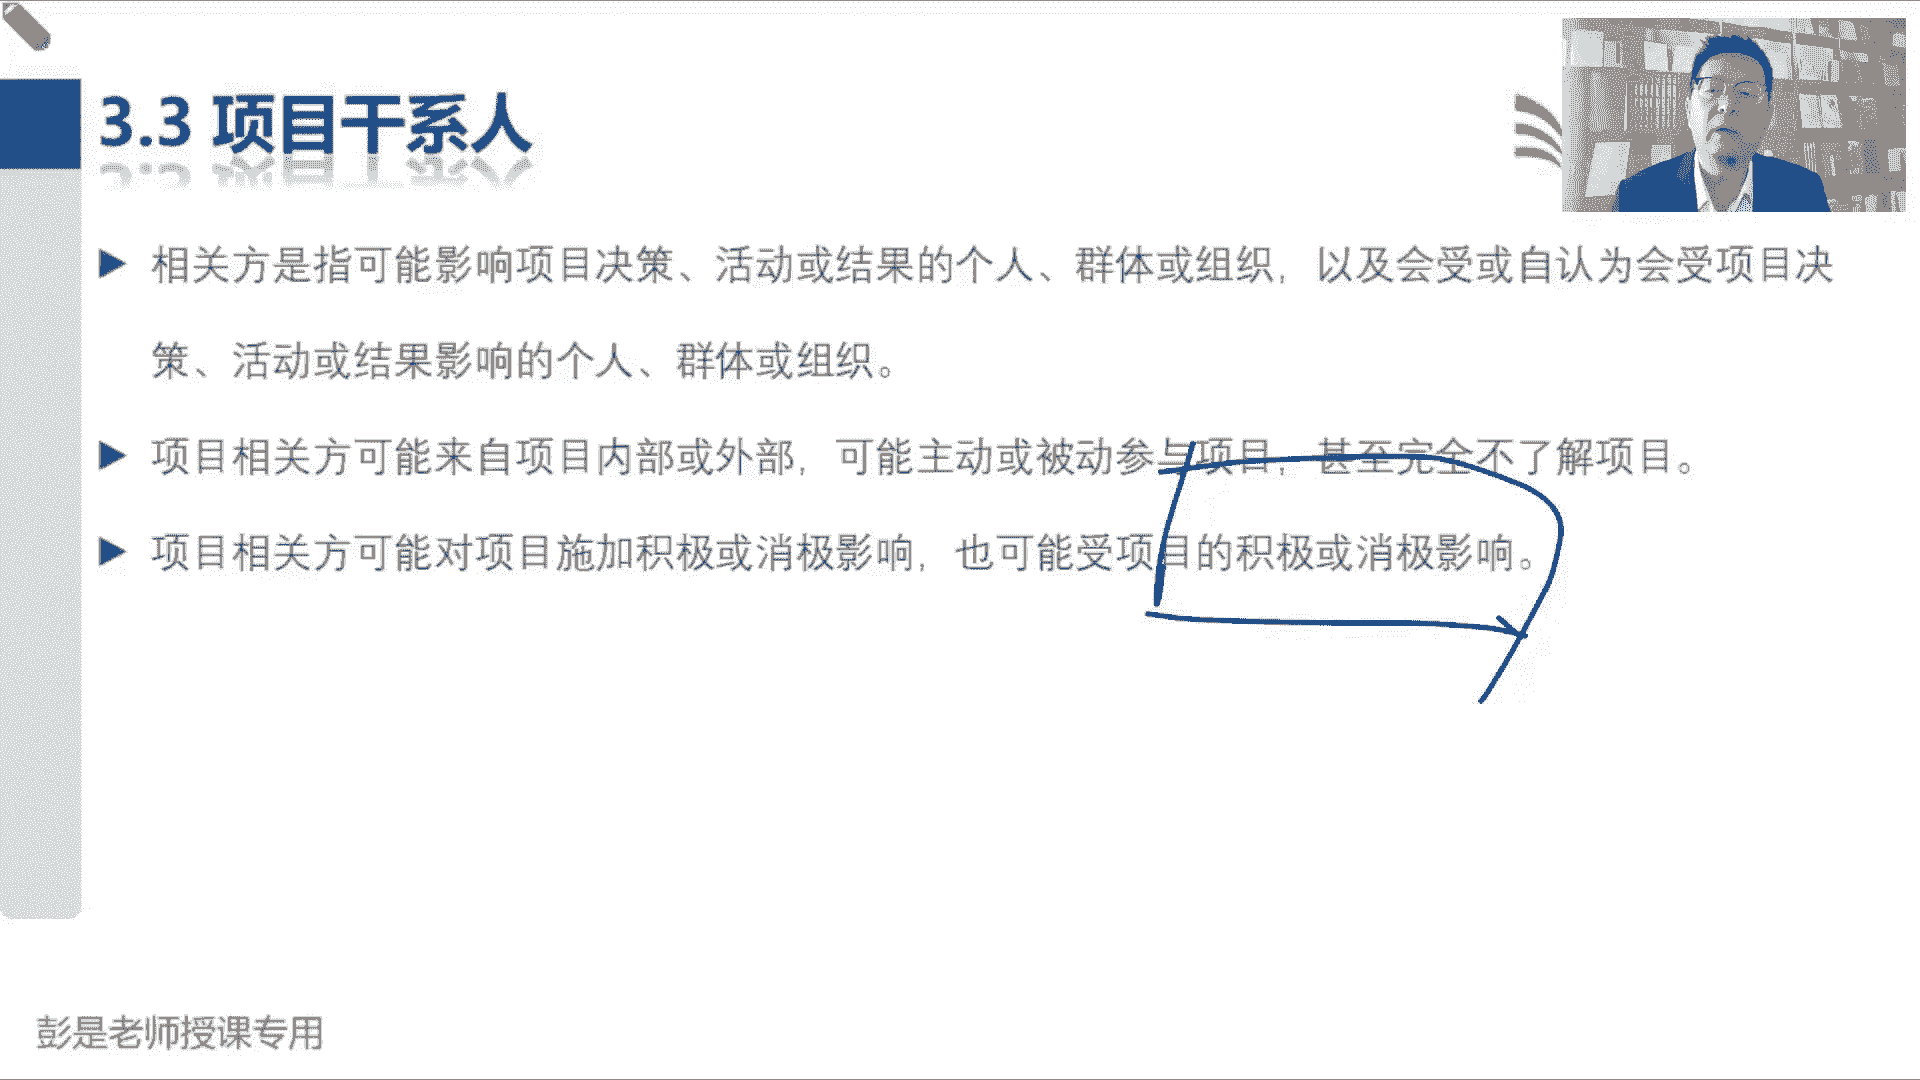 3.3 项目干系人
相关方是指可能影响项目决策、活动或结果的个人、群体或组织，以及会受或自认为会受项目决
策、活动或结果影响的个人、群体或组织。
项目相关方可能来自项目内部或外部，可能主动或被动参与项目，甚至完全不了解项目。
项目相关方可能对项目施加积极或消极影响，也可能受项目的积极或消极影响。
彭是老师授课专用